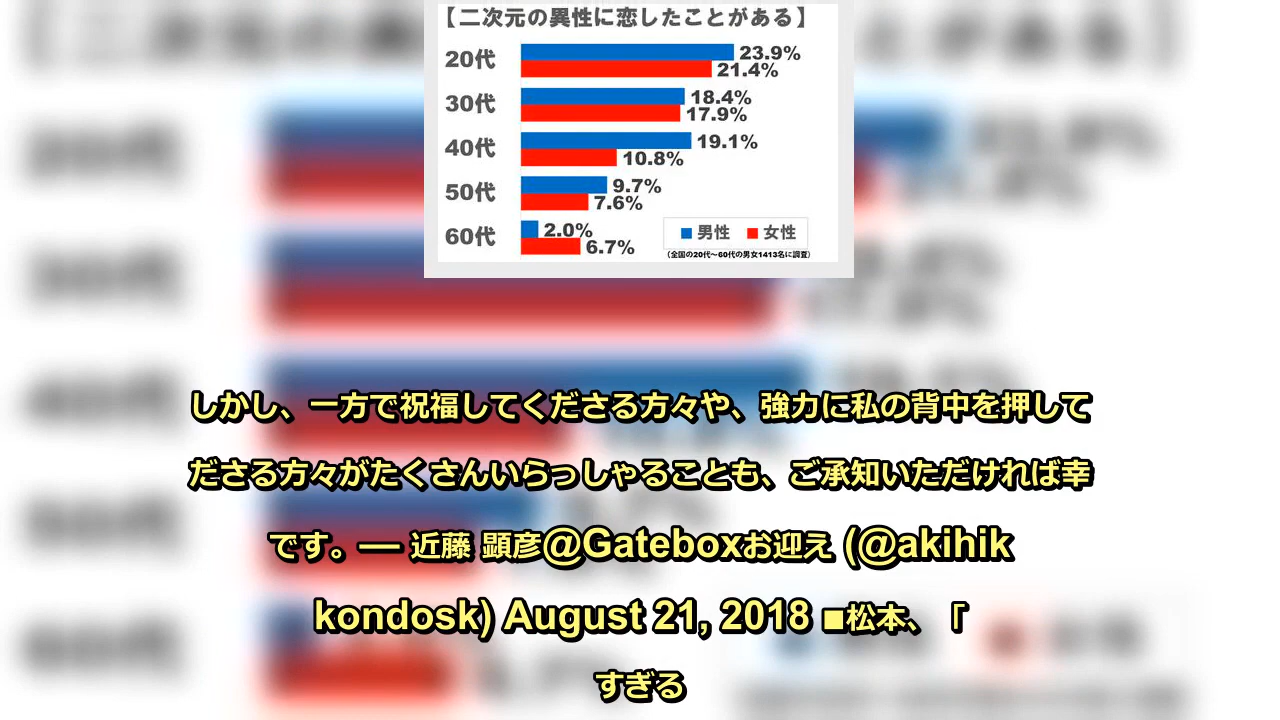 【二次元の異性に恋したことがある】
20代 23.9%
21.4%
30代 18.4%
17.9%
40代 19.1%
10.8%
50代 9.7%
7.6%
60代 2.0%
6.7%
男性 女性
(全国の20代~60代の男女1413名に調査)
しかし、一方で祝福してくださる方々や、強力に私の背中を押して
ださる方々がたくさんいらっしゃることも、ご承知いただければ幸
です。— 近藤 顕彦@Gateboxお迎え (@akihik
kondosk) August 21, 2018 ■松本、「
すぎる